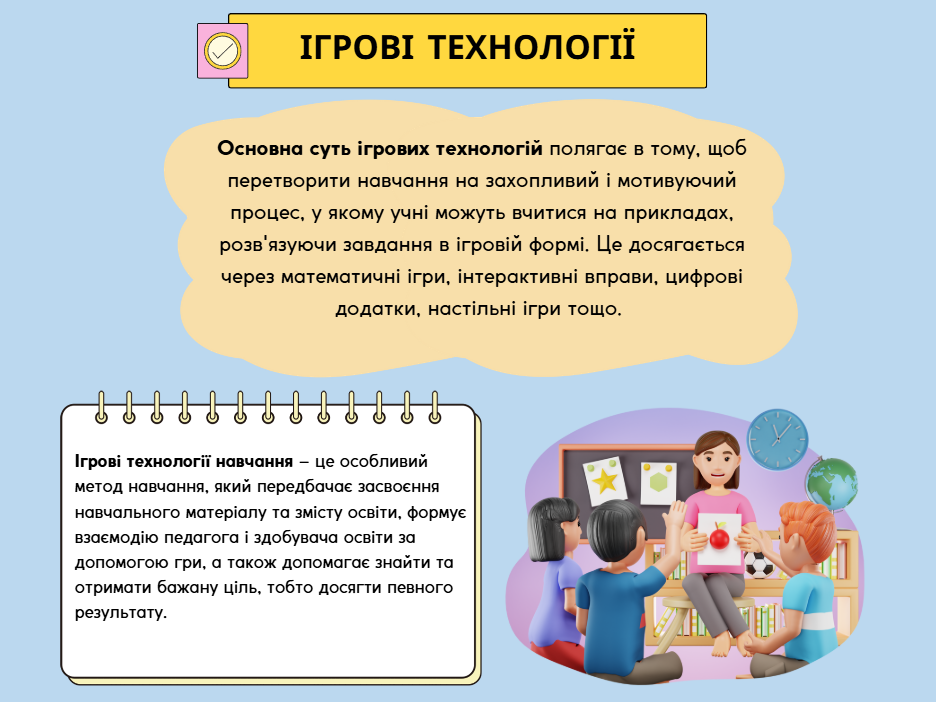 ІГРОВІ ТЕХНОЛОГІЇ
Основна суть ігрових технологій полягає в тому, щоб
перетворити навчання на захопливий і мотивуючий
процес, у якому учні можуть вчитися на прикладах,
розв'язуючи завдання в ігровій формі. Це досягається
через математичні ігри, інтерактивні вправи, цифрові
додатки, настільні ігри тощо.
Ігрові технології навчання – це особливий
метод навчання, який передбачає засвоєння
навчального матеріалу та змісту освіти, формує
взаємодію педагога і здобувача освіти за
допомогою гри, а також допомагає знайти та
отримати бажану ціль, тобто досягти певного
результату.